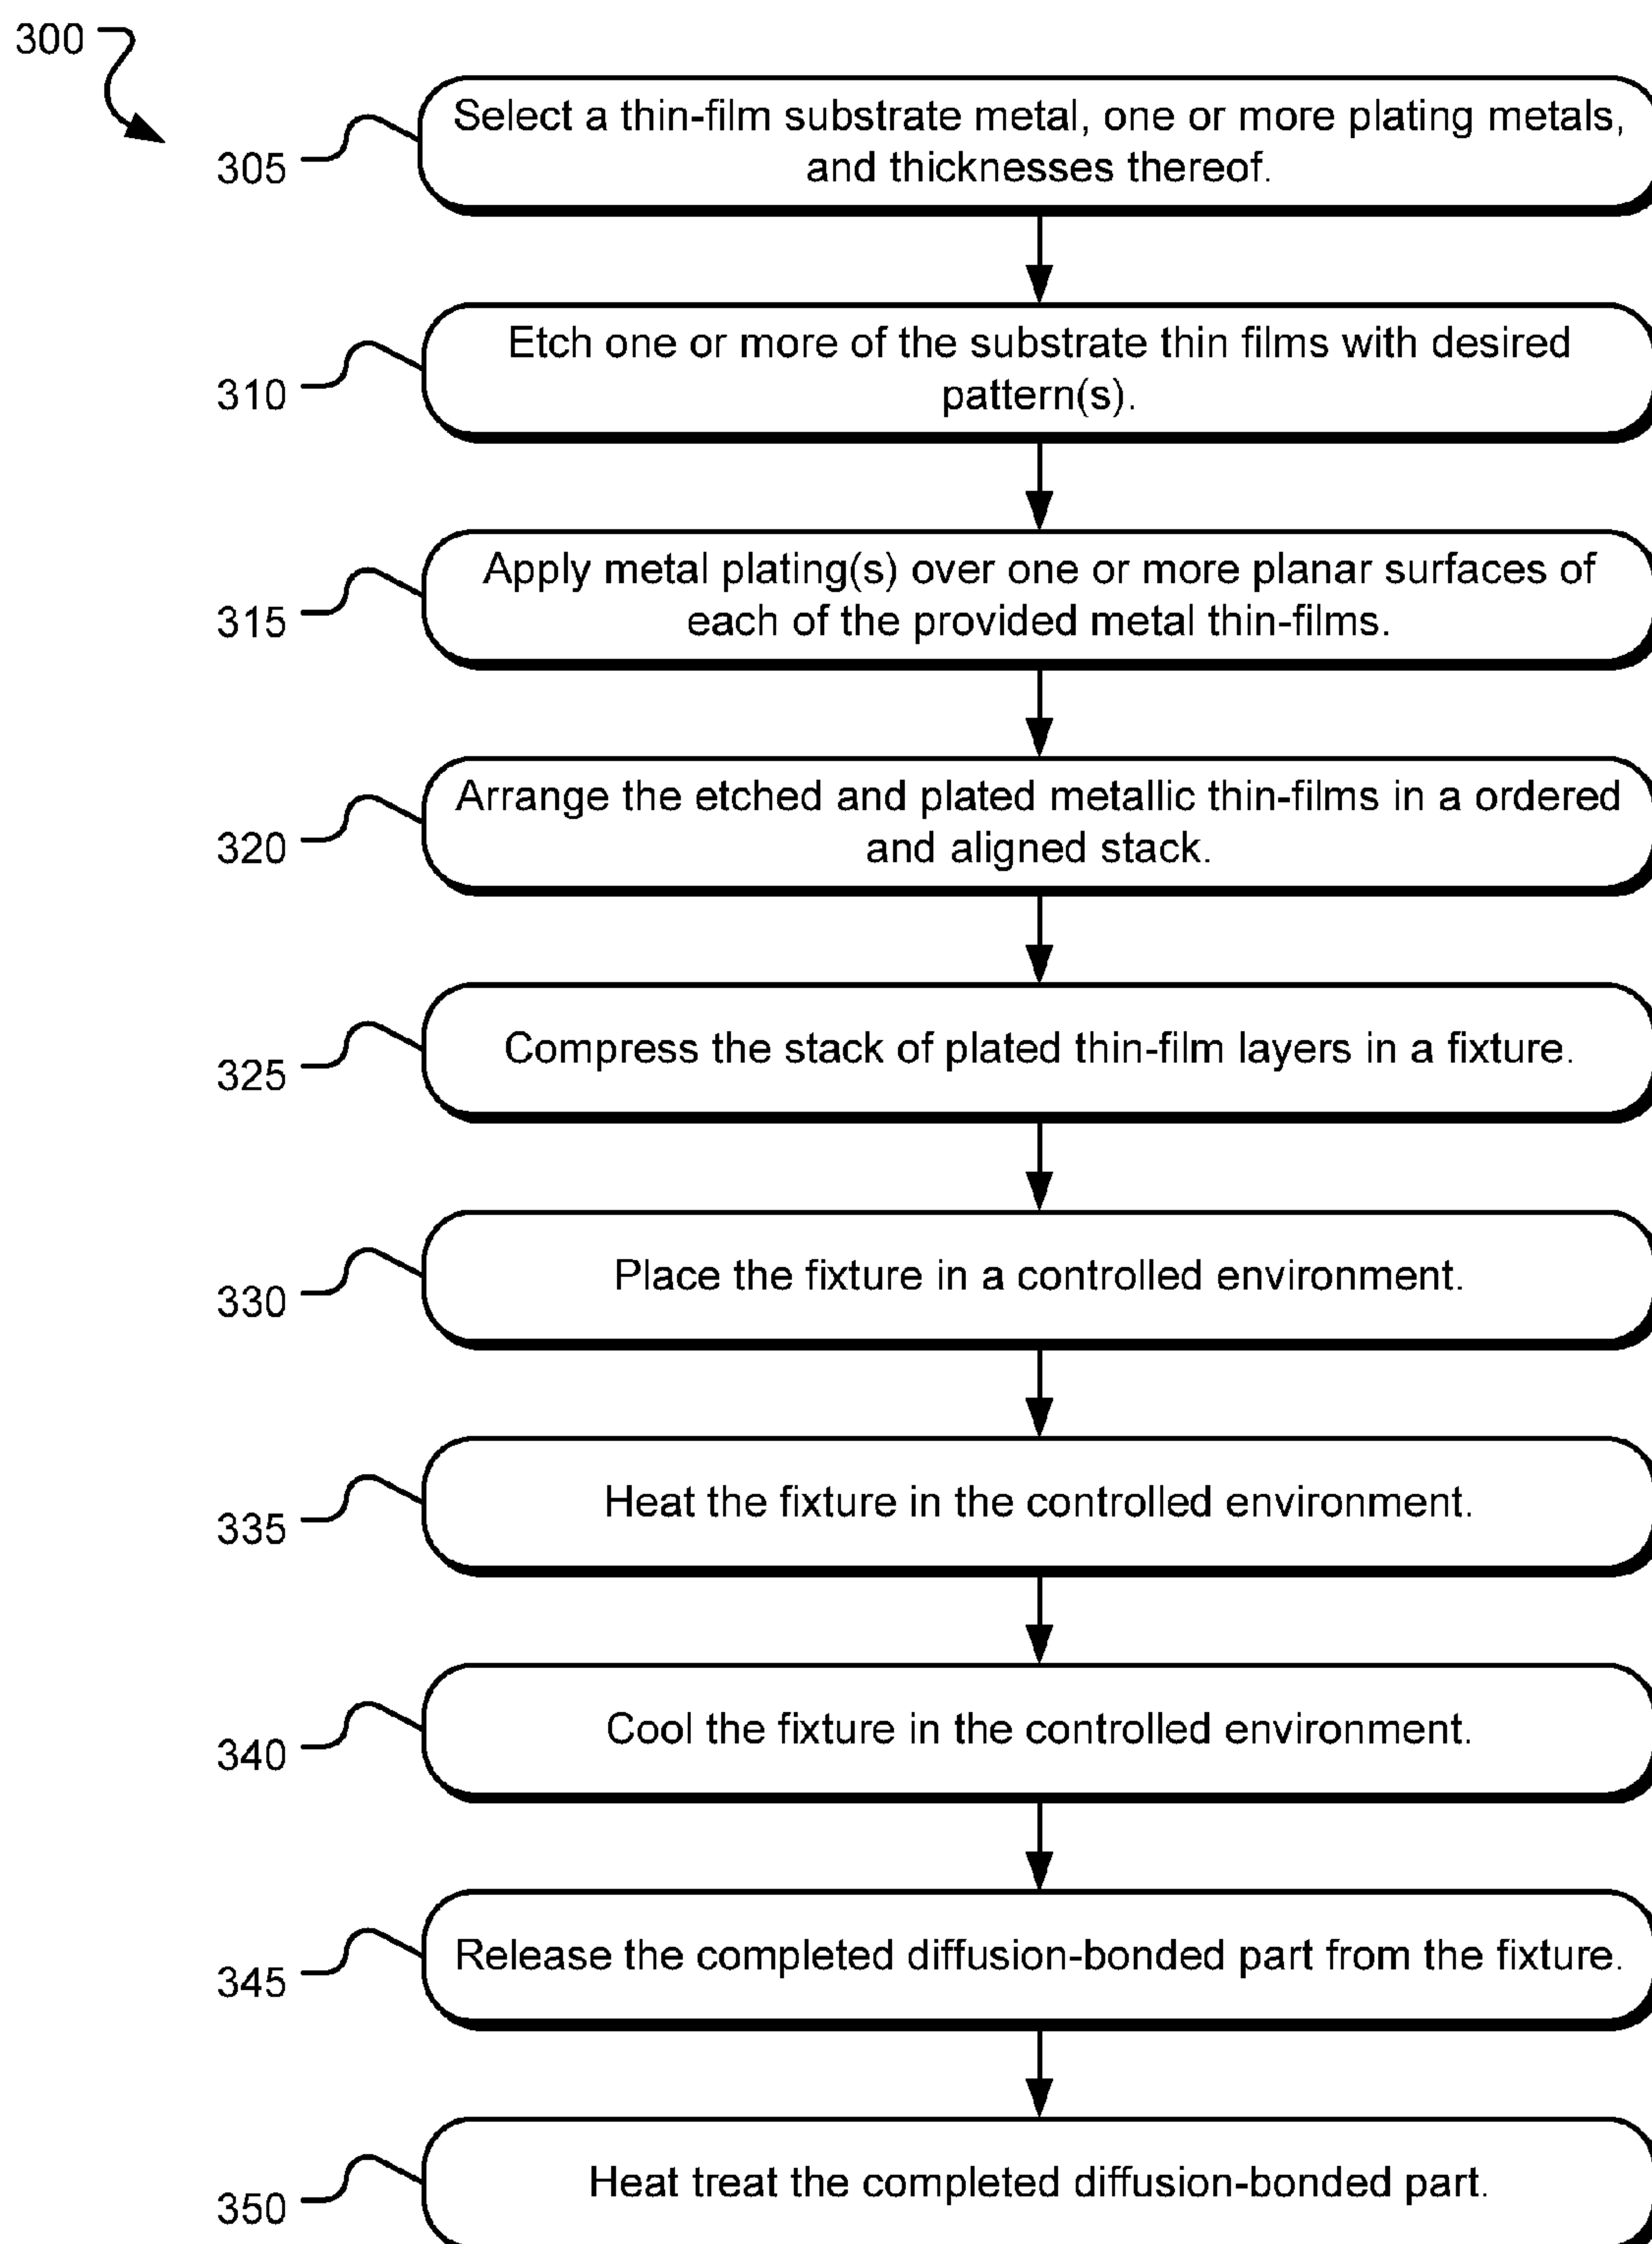 300
305
Select a thin-film substrate metal, one or more plating metals,
and thicknesses thereof.
310
Etch one or more of the substrate thin films with desired
pattern(s).
315
Apply metal plating(s) over one or more planar surfaces of
each of the provided metal thin-films.
320
Arrange the etched and plated metallic thin-films in a ordered
and aligned stack.
325
Compress the stack of plated thin-film layers in a fixture.
330
Place the fixture in a controlled environment.
335
Heat the fixture in the controlled environment.
340
Cool the fixture in the controlled environment.
345
Release the completed diffusion-bonded part from the fixture.
350
Heat treat the completed diffusion-bonded part.